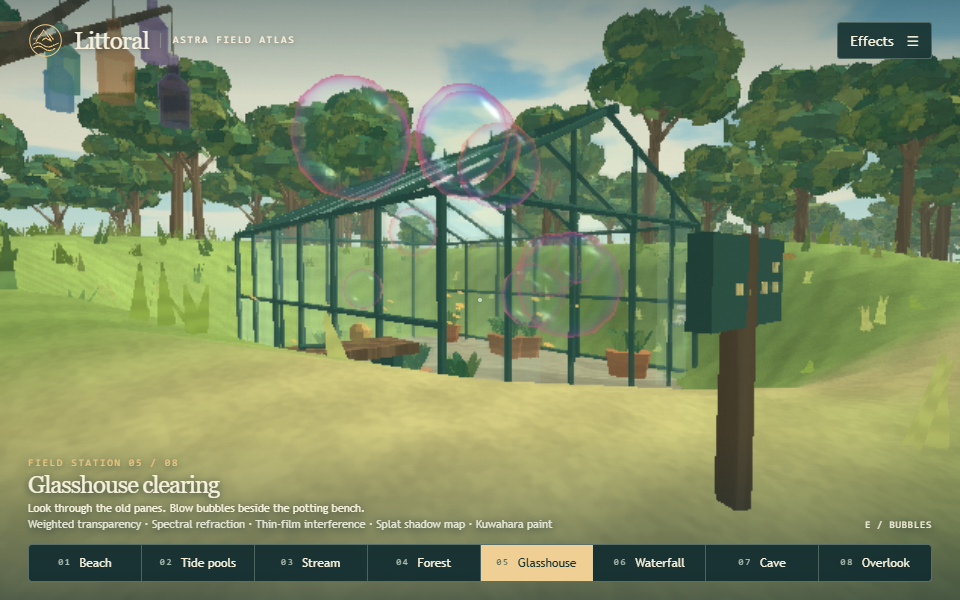 Littoral
ASTRA FIELD ATLAS
Effects
FIELD STATION 05 / 08
Glasshouse clearing
Look through the old panes. Blow bubbles beside the potting bench.
Weighted transparency · Spectral refraction · Thin-film interference · Splat shadow map · Kuwahara paint
E / BUBBLES
01 Beach
02 Tide pools
03 Stream
04 Forest
05 Glasshouse
06 Waterfall
07 Cave
08 Overlook